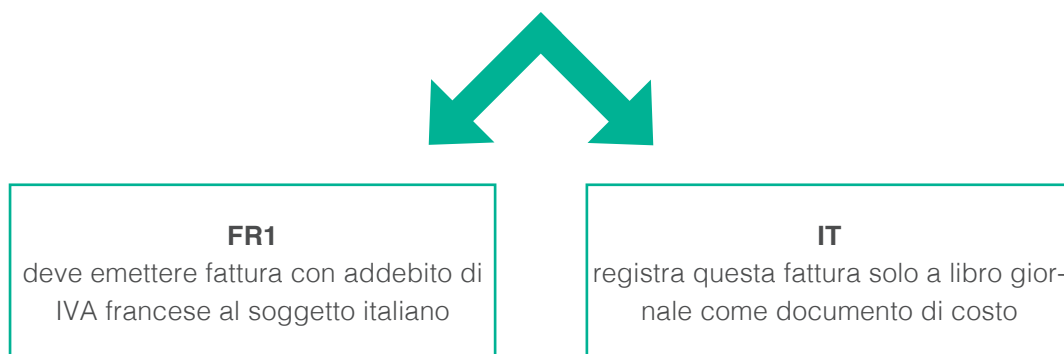 FR1
deve emettere fattura con addebito di
IVA francese al soggetto italiano
IT
registra questa fattura solo a libro gior-
nale come documento di costo